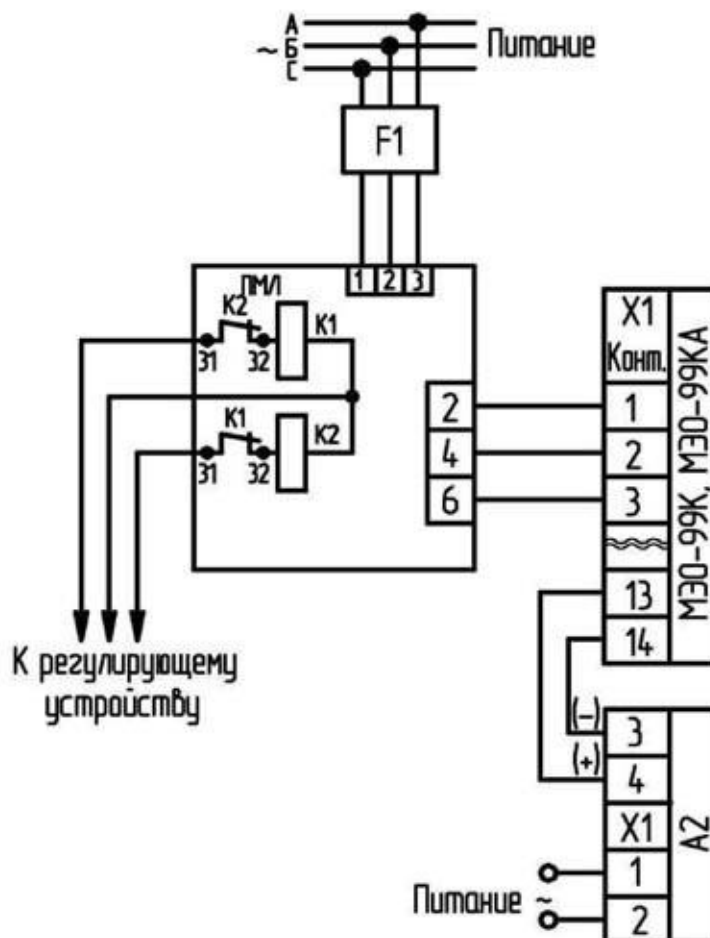 А
~ Б
С
Питание
F1
1 2 3
ПМЛ
К2
К1
31
32
К1
К2
31
32
2
4
6
К регулирующему
устройству
Х1
Конт.
1
2
3
13
14
МЭО-99К, МЭО-99КА
(-)
(+)
3
4
Х1
1
2
А2
Питание ~